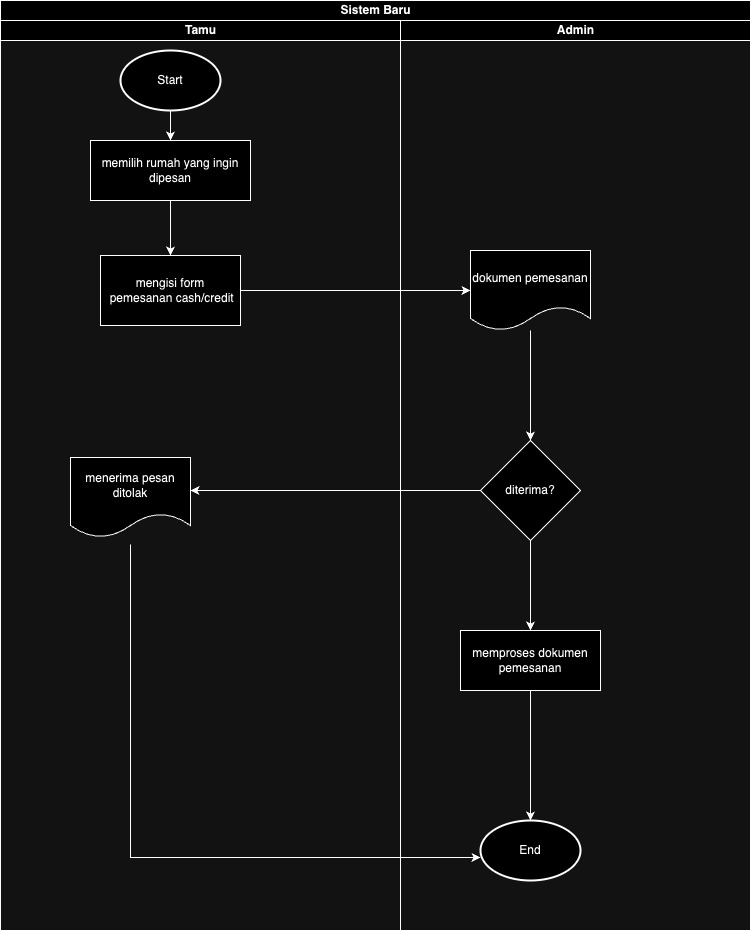 Sistem Baru
Tamu
Admin
Start
memilih rumah yang ingin
dipesan
mengisi form
pemesanan cash/credit
dokumen pemesanan
menerima pesan
ditolak
diterima?
memproses dokumen
pemesanan
End